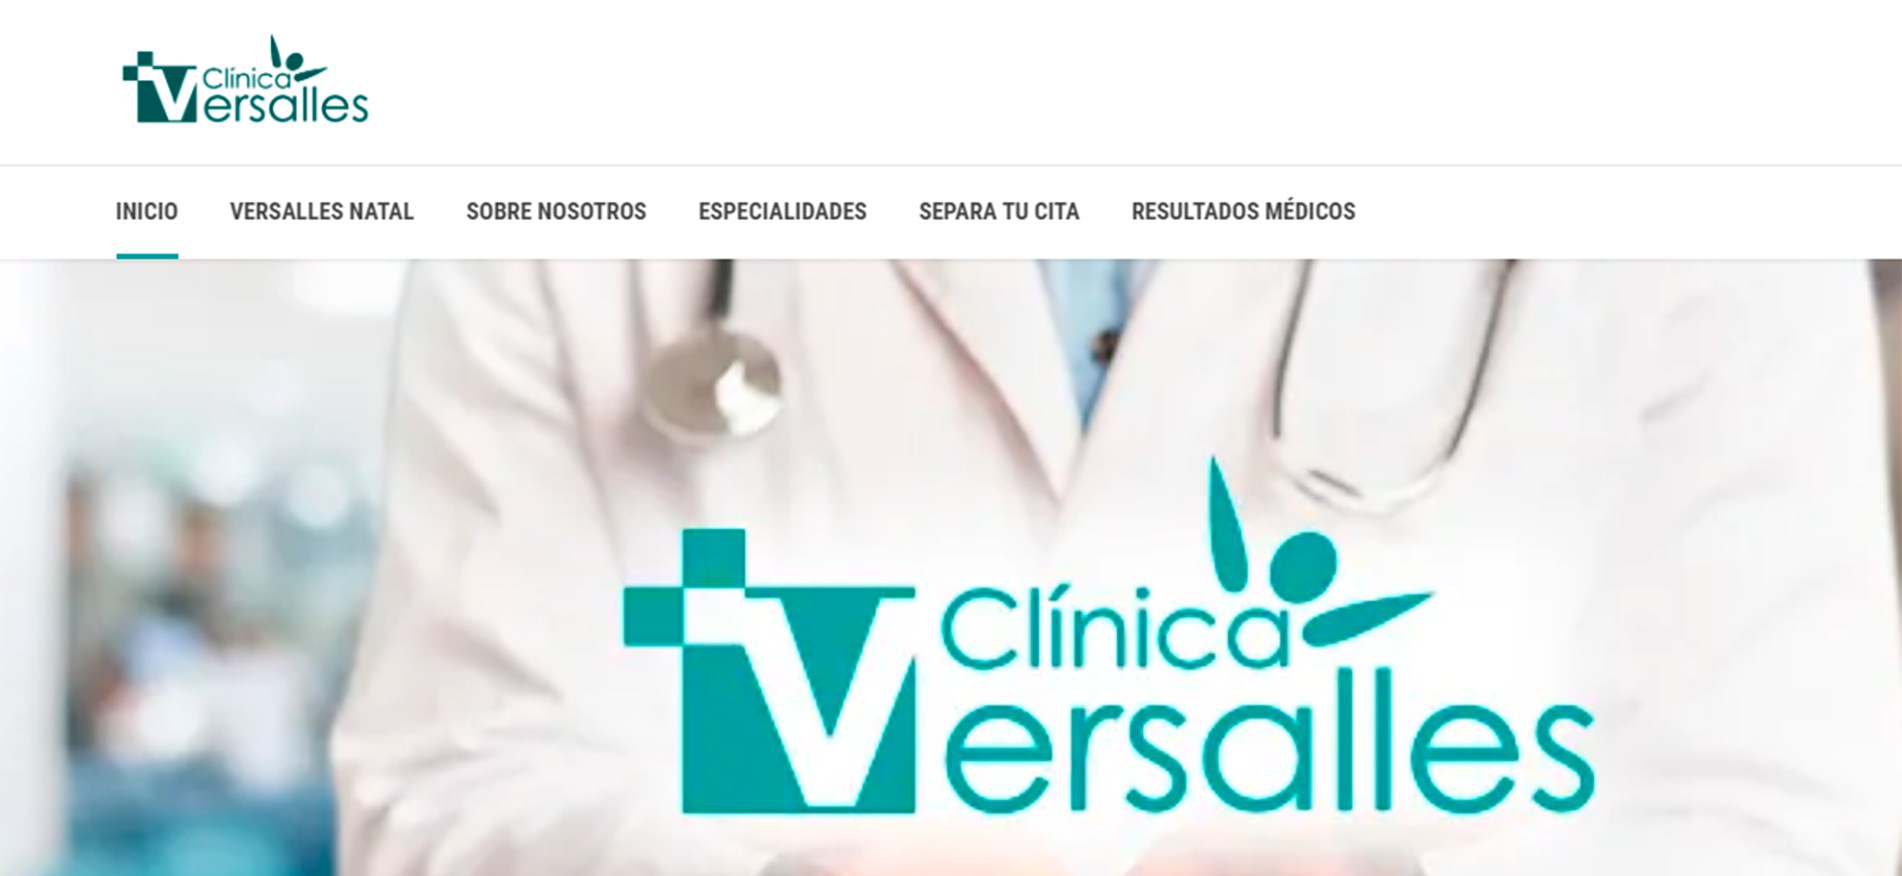 Clínica
Versalles
INICIO VERSALLES NATAL SOBRE NOSOTROS ESPECIALIDADES SEPARA TU CITA RESULTADOS MÉDICOS
Clínica
Versalles